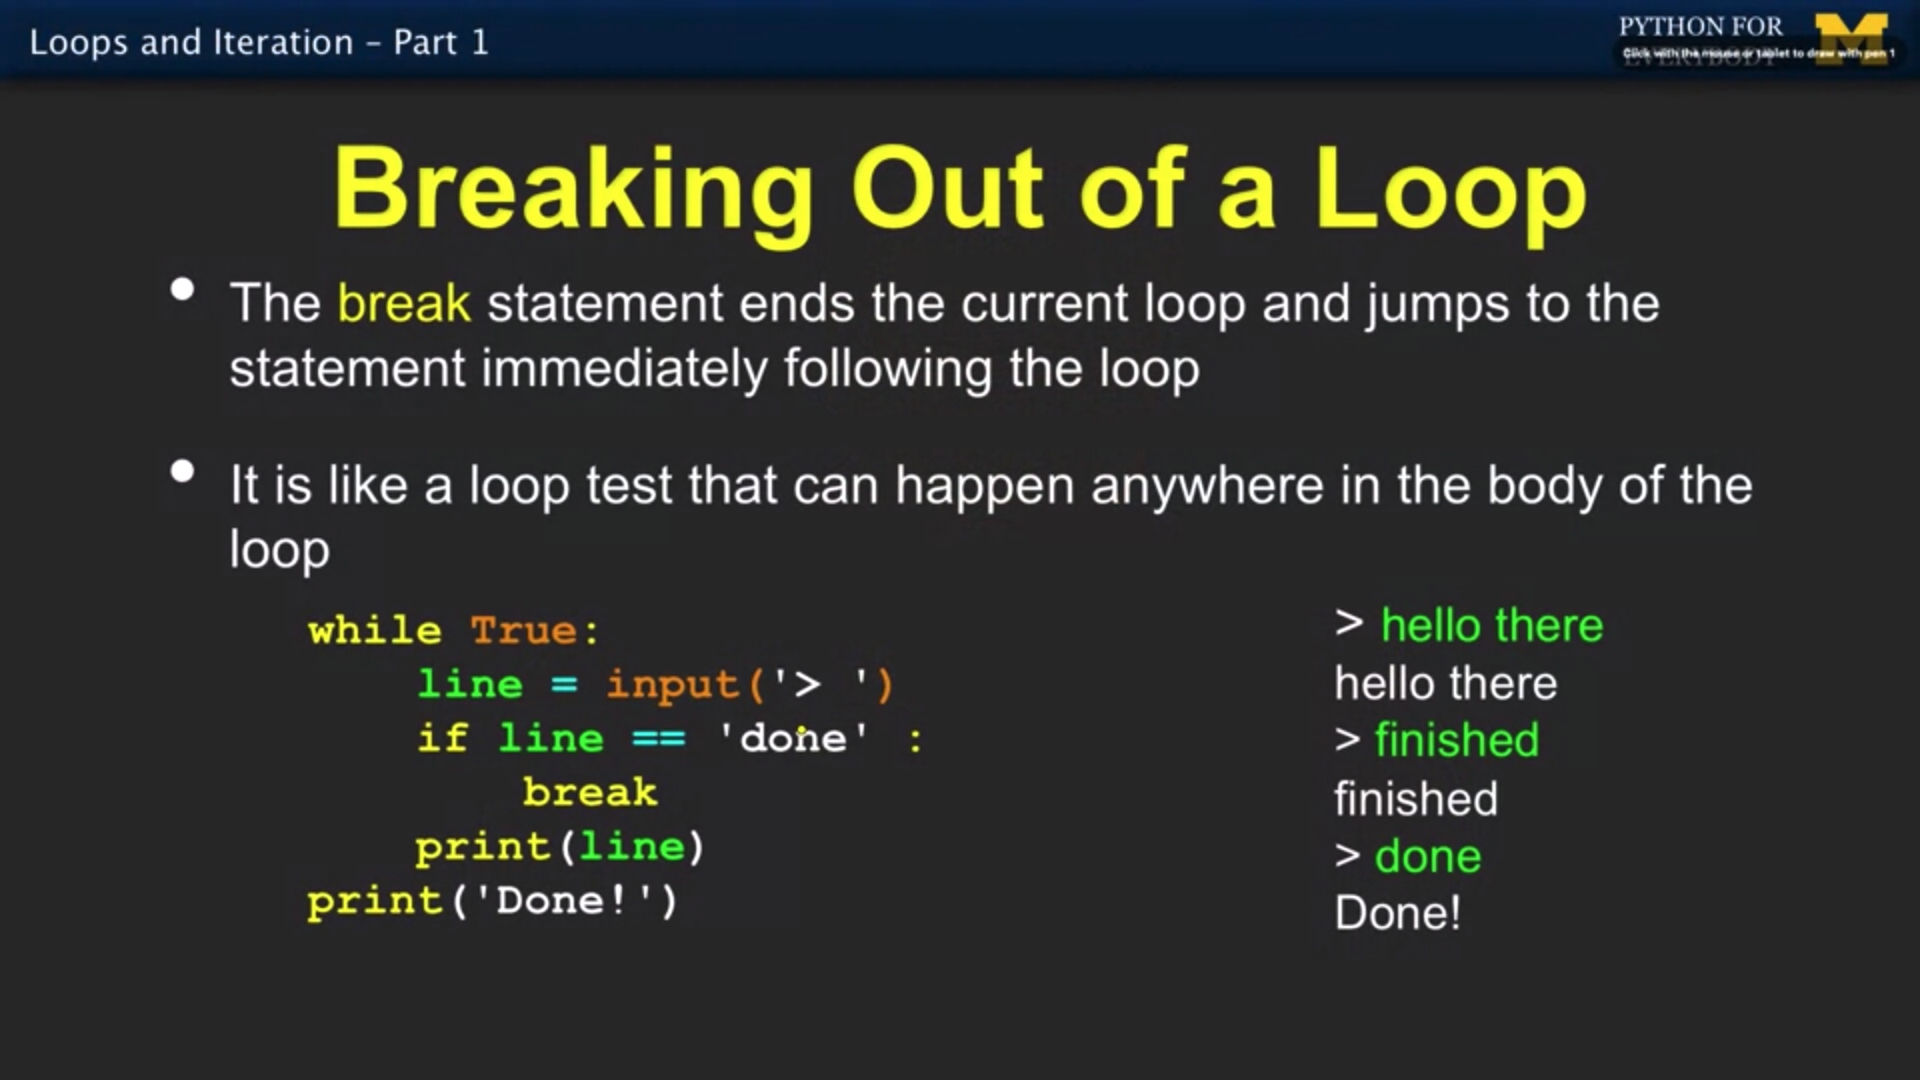 Loops and Iteration – Part 1
PYTHON FOR
EVERYBODY
Click with the mouse or tablet to draw with pen 1
Breaking Out of a Loop
• The break statement ends the current loop and jumps to the
statement immediately following the loop
• It is like a loop test that can happen anywhere in the body of the
loop
while True:
    line = input('> ')
    if line == 'done' :
        break
    print(line)
print('Done!')
> hello there
hello there
> finished
finished
> done
Done!